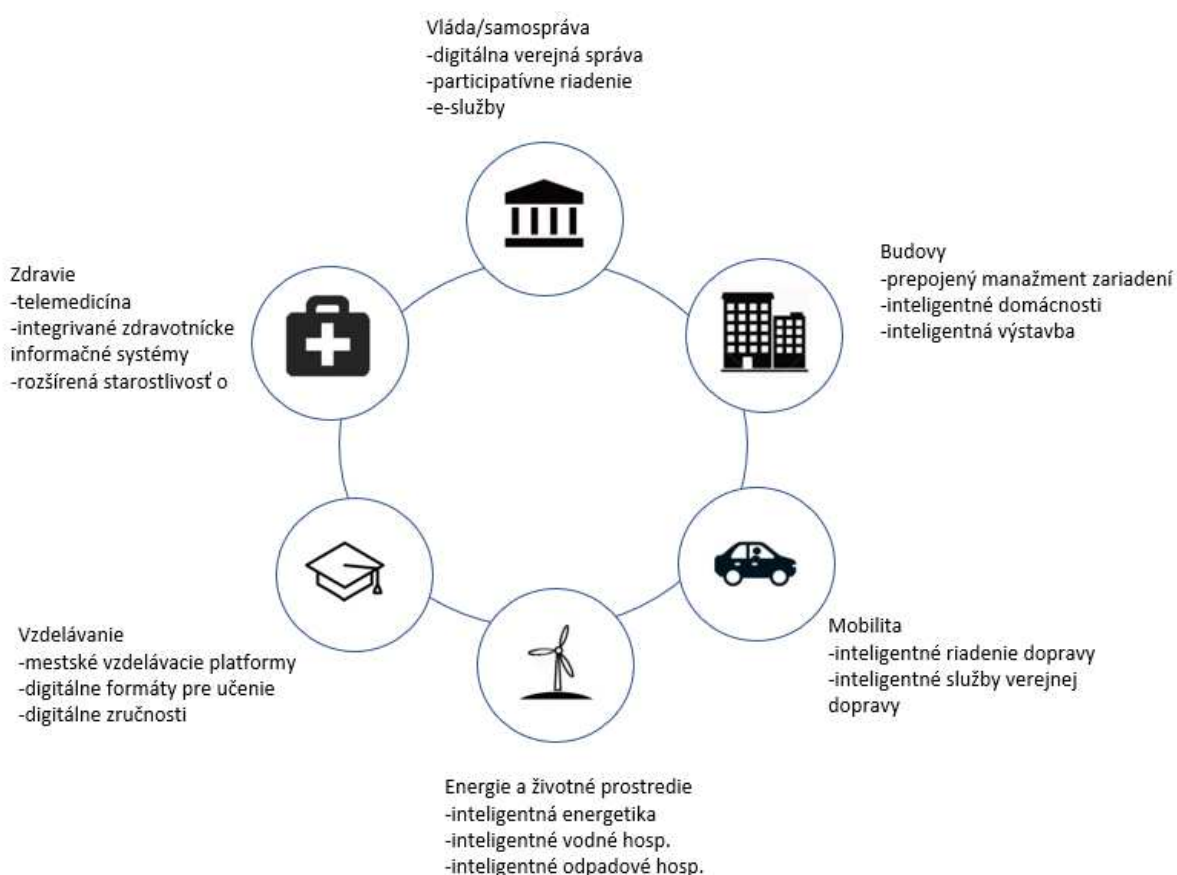 Vláda/samospráva
-digitálna verejná správa
-participatívne riadenie
-e-služby
Budovy
-prepojený manažment zariadení
-inteligentné domácnosti
-inteligentná výstavba
Zdravie
-telemedicína
-integrivané zdravotnícke
informačné systémy
-rozšírená starostlivosť o
Mobilita
-inteligentné riadenie dopravy
-inteligentné služby verejnej
dopravy
Vzdelávanie
-mestské vzdelávacie platformy
-digitálne formáty pre učenie
-digitálne zručnosti
Energie a životné prostredie
-inteligentná energetika
-inteligentné vodné hosp.
-inteligentné odpadové hosp.